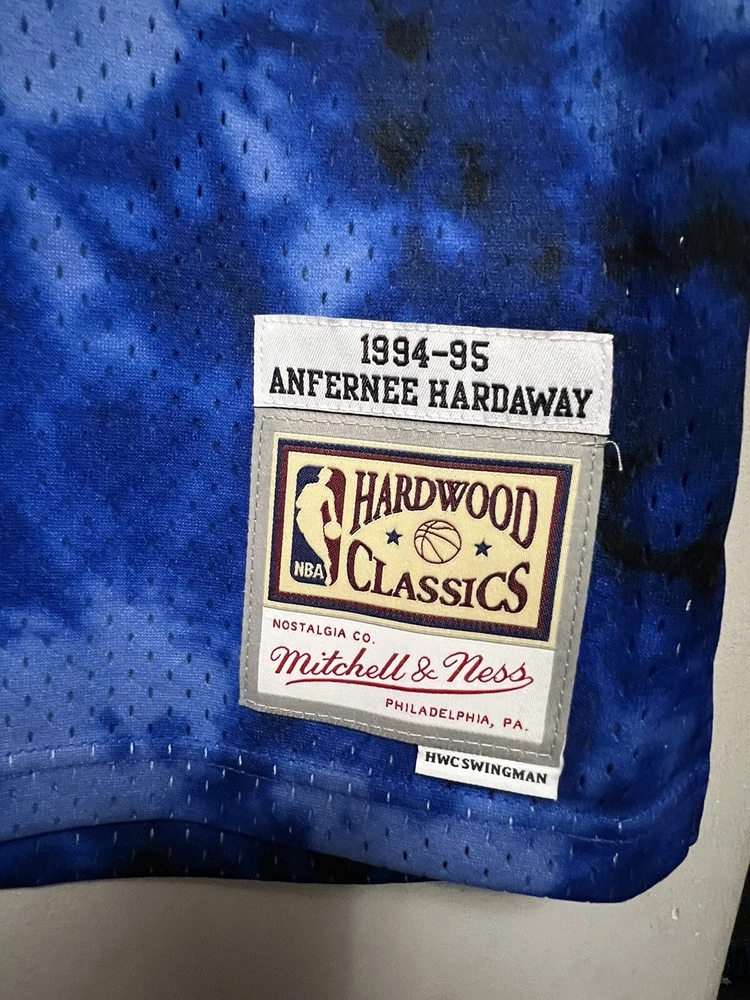 1994-95
ANFERNEE HARDAWAY
HARDWOOD
CLASSICS
NBA
NOSTALGIA CO.
Mitchell & Ness
PHILADELPHIA, PA.
HWC SWINGMAN